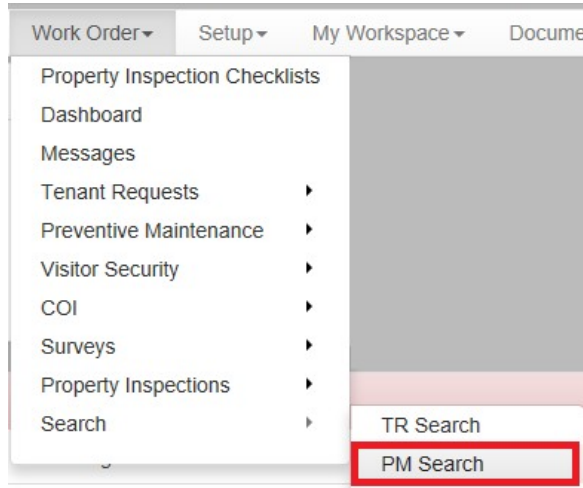 Work Order Setup My Workspace Docume
Property Inspection Checklists
Dashboard
Messages
Tenant Requests
Preventive Maintenance
Visitor Security
COI
Surveys
Property Inspections
Search
TR Search
PM Search